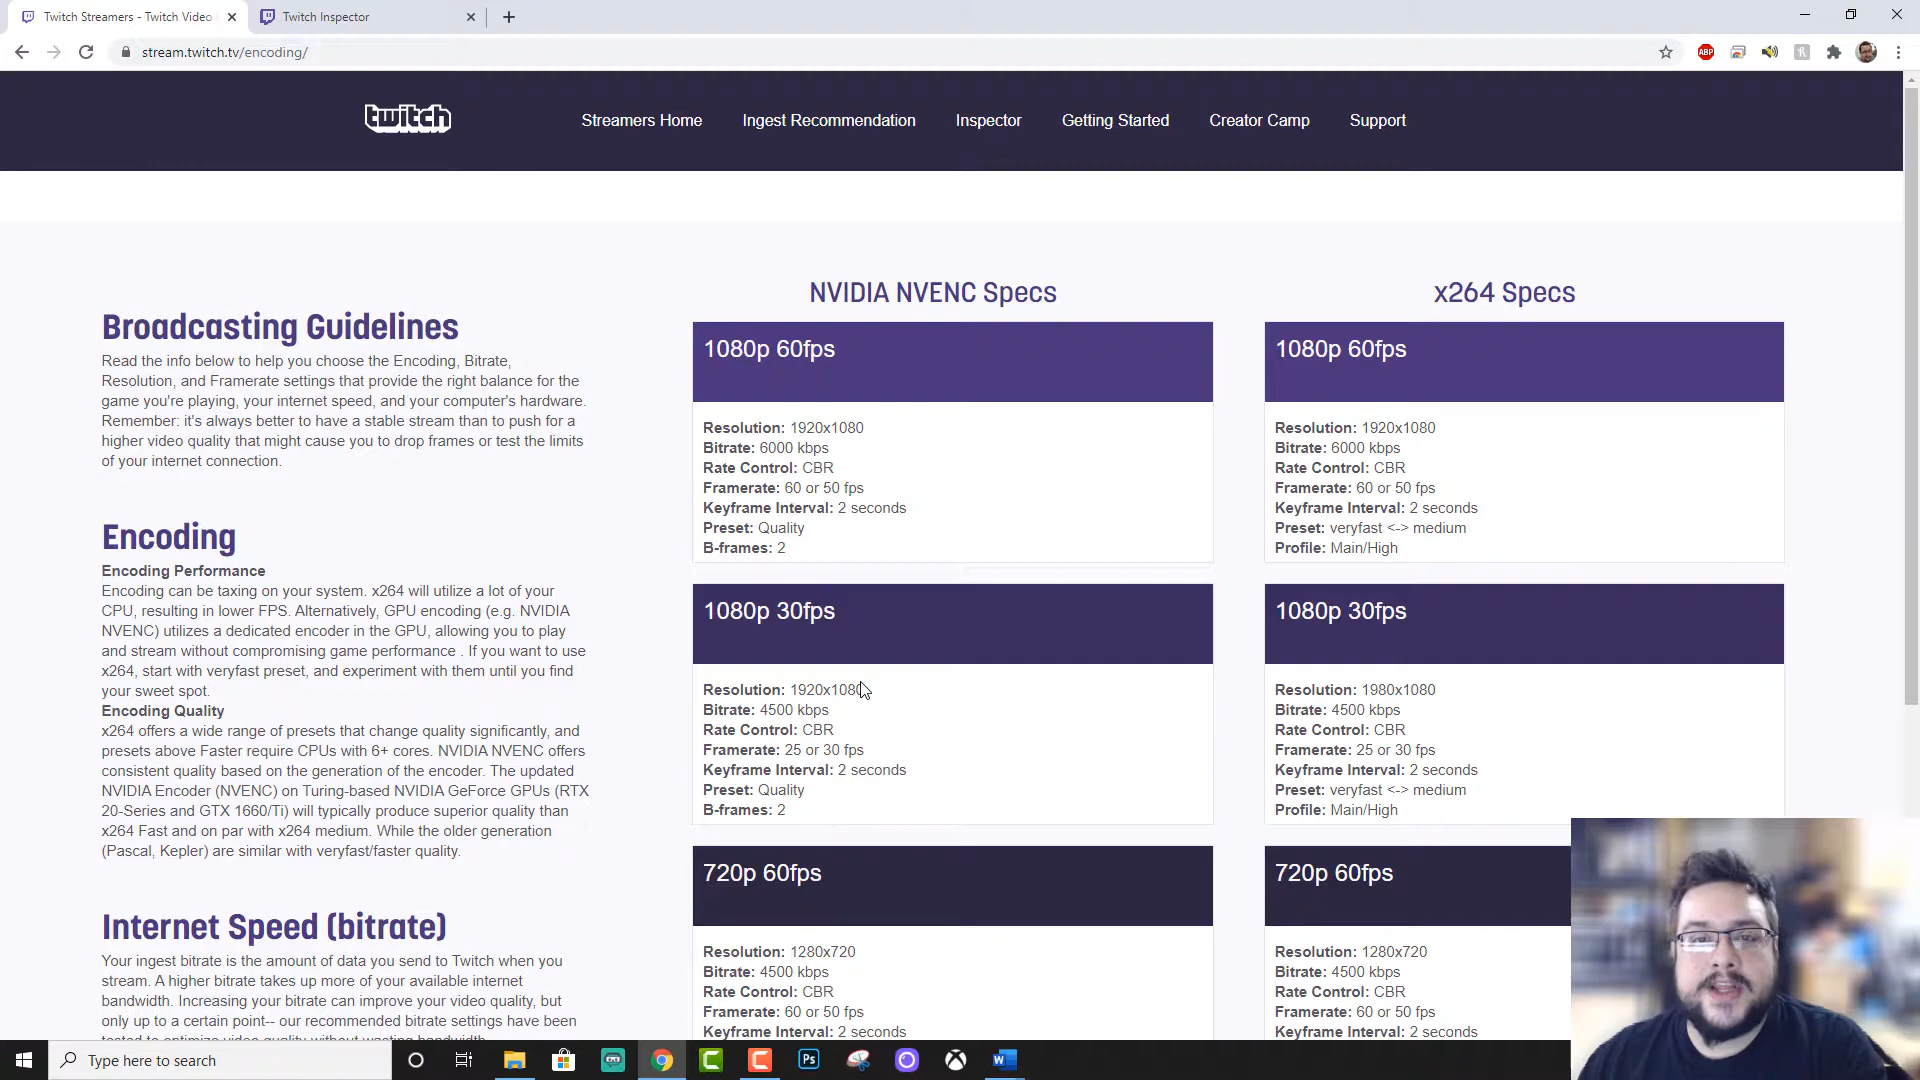 Twitch Streamers - Twitch Video
Twitch Inspector
stream.twitch.tv/encoding/
ABP
twitch
Streamers Home
Ingest Recommendation
Inspector
Getting Started
Creator Camp
Support
Broadcasting Guidelines
Read the info below to help you choose the Encoding, Bitrate,
Resolution, and Framerate settings that provide the right balance for the
game you're playing, your internet speed, and your computer's hardware.
Remember: it's always better to have a stable stream than to push for a
higher video quality that might cause you to drop frames or test the limits
of your internet connection.
Encoding
Encoding Performance
Encoding can be taxing on your system. x264 will utilize a lot of your
CPU, resulting in lower FPS. Alternatively, GPU encoding (e.g. NVIDIA
NVENC) utilizes a dedicated encoder in the GPU, allowing you to play
and stream without compromising game performance . If you want to use
x264, start with veryfast preset, and experiment with them until you find
your sweet spot.
Encoding Quality
x264 offers a wide range of presets that change quality significantly, and
presets above Faster require CPUs with 6+ cores. NVIDIA NVENC offers
consistent quality based on the generation of the encoder. The updated
NVIDIA Encoder (NVENC) on Turing-based NVIDIA GeForce GPUs (RTX
20-Series and GTX 1660/Ti) will typically produce superior quality than
x264 Fast and on par with x264 medium. While the older generation
(Pascal, Kepler) are similar with veryfast/faster quality.
Internet Speed (bitrate)
Your ingest bitrate is the amount of data you send to Twitch when you
stream. A higher bitrate takes up more of your available internet
bandwidth. Increasing your bitrate can improve your video quality, but
only up to a certain point-- our recommended bitrate settings have been
tested to optimize video quality without wasting bandwidth.
NVIDIA NVENC Specs
1080p 60fps
Resolution: 1920x1080
Bitrate: 6000 kbps
Rate Control: CBR
Framerate: 60 or 50 fps
Keyframe Interval: 2 seconds
Preset: Quality
B-frames: 2
1080p 30fps
Resolution: 1920x1080
Bitrate: 4500 kbps
Rate Control: CBR
Framerate: 25 or 30 fps
Keyframe Interval: 2 seconds
Preset: Quality
B-frames: 2
720p 60fps
Resolution: 1280x720
Bitrate: 4500 kbps
Rate Control: CBR
Framerate: 60 or 50 fps
Keyframe Interval: 2 seconds
x264 Specs
1080p 60fps
Resolution: 1920x1080
Bitrate: 6000 kbps
Rate Control: CBR
Framerate: 60 or 50 fps
Keyframe Interval: 2 seconds
Preset: veryfast <-> medium
Profile: Main/High
1080p 30fps
Resolution: 1980x1080
Bitrate: 4500 kbps
Rate Control: CBR
Framerate: 25 or 30 fps
Keyframe Interval: 2 seconds
Preset: veryfast <-> medium
Profile: Main/High
720p 60fps
Resolution: 1280x720
Bitrate: 4500 kbps
Rate Control: CBR
Framerate: 60 or 50 fps
Keyframe Interval: 2 seconds
Type here to search
C
C
Ps
W